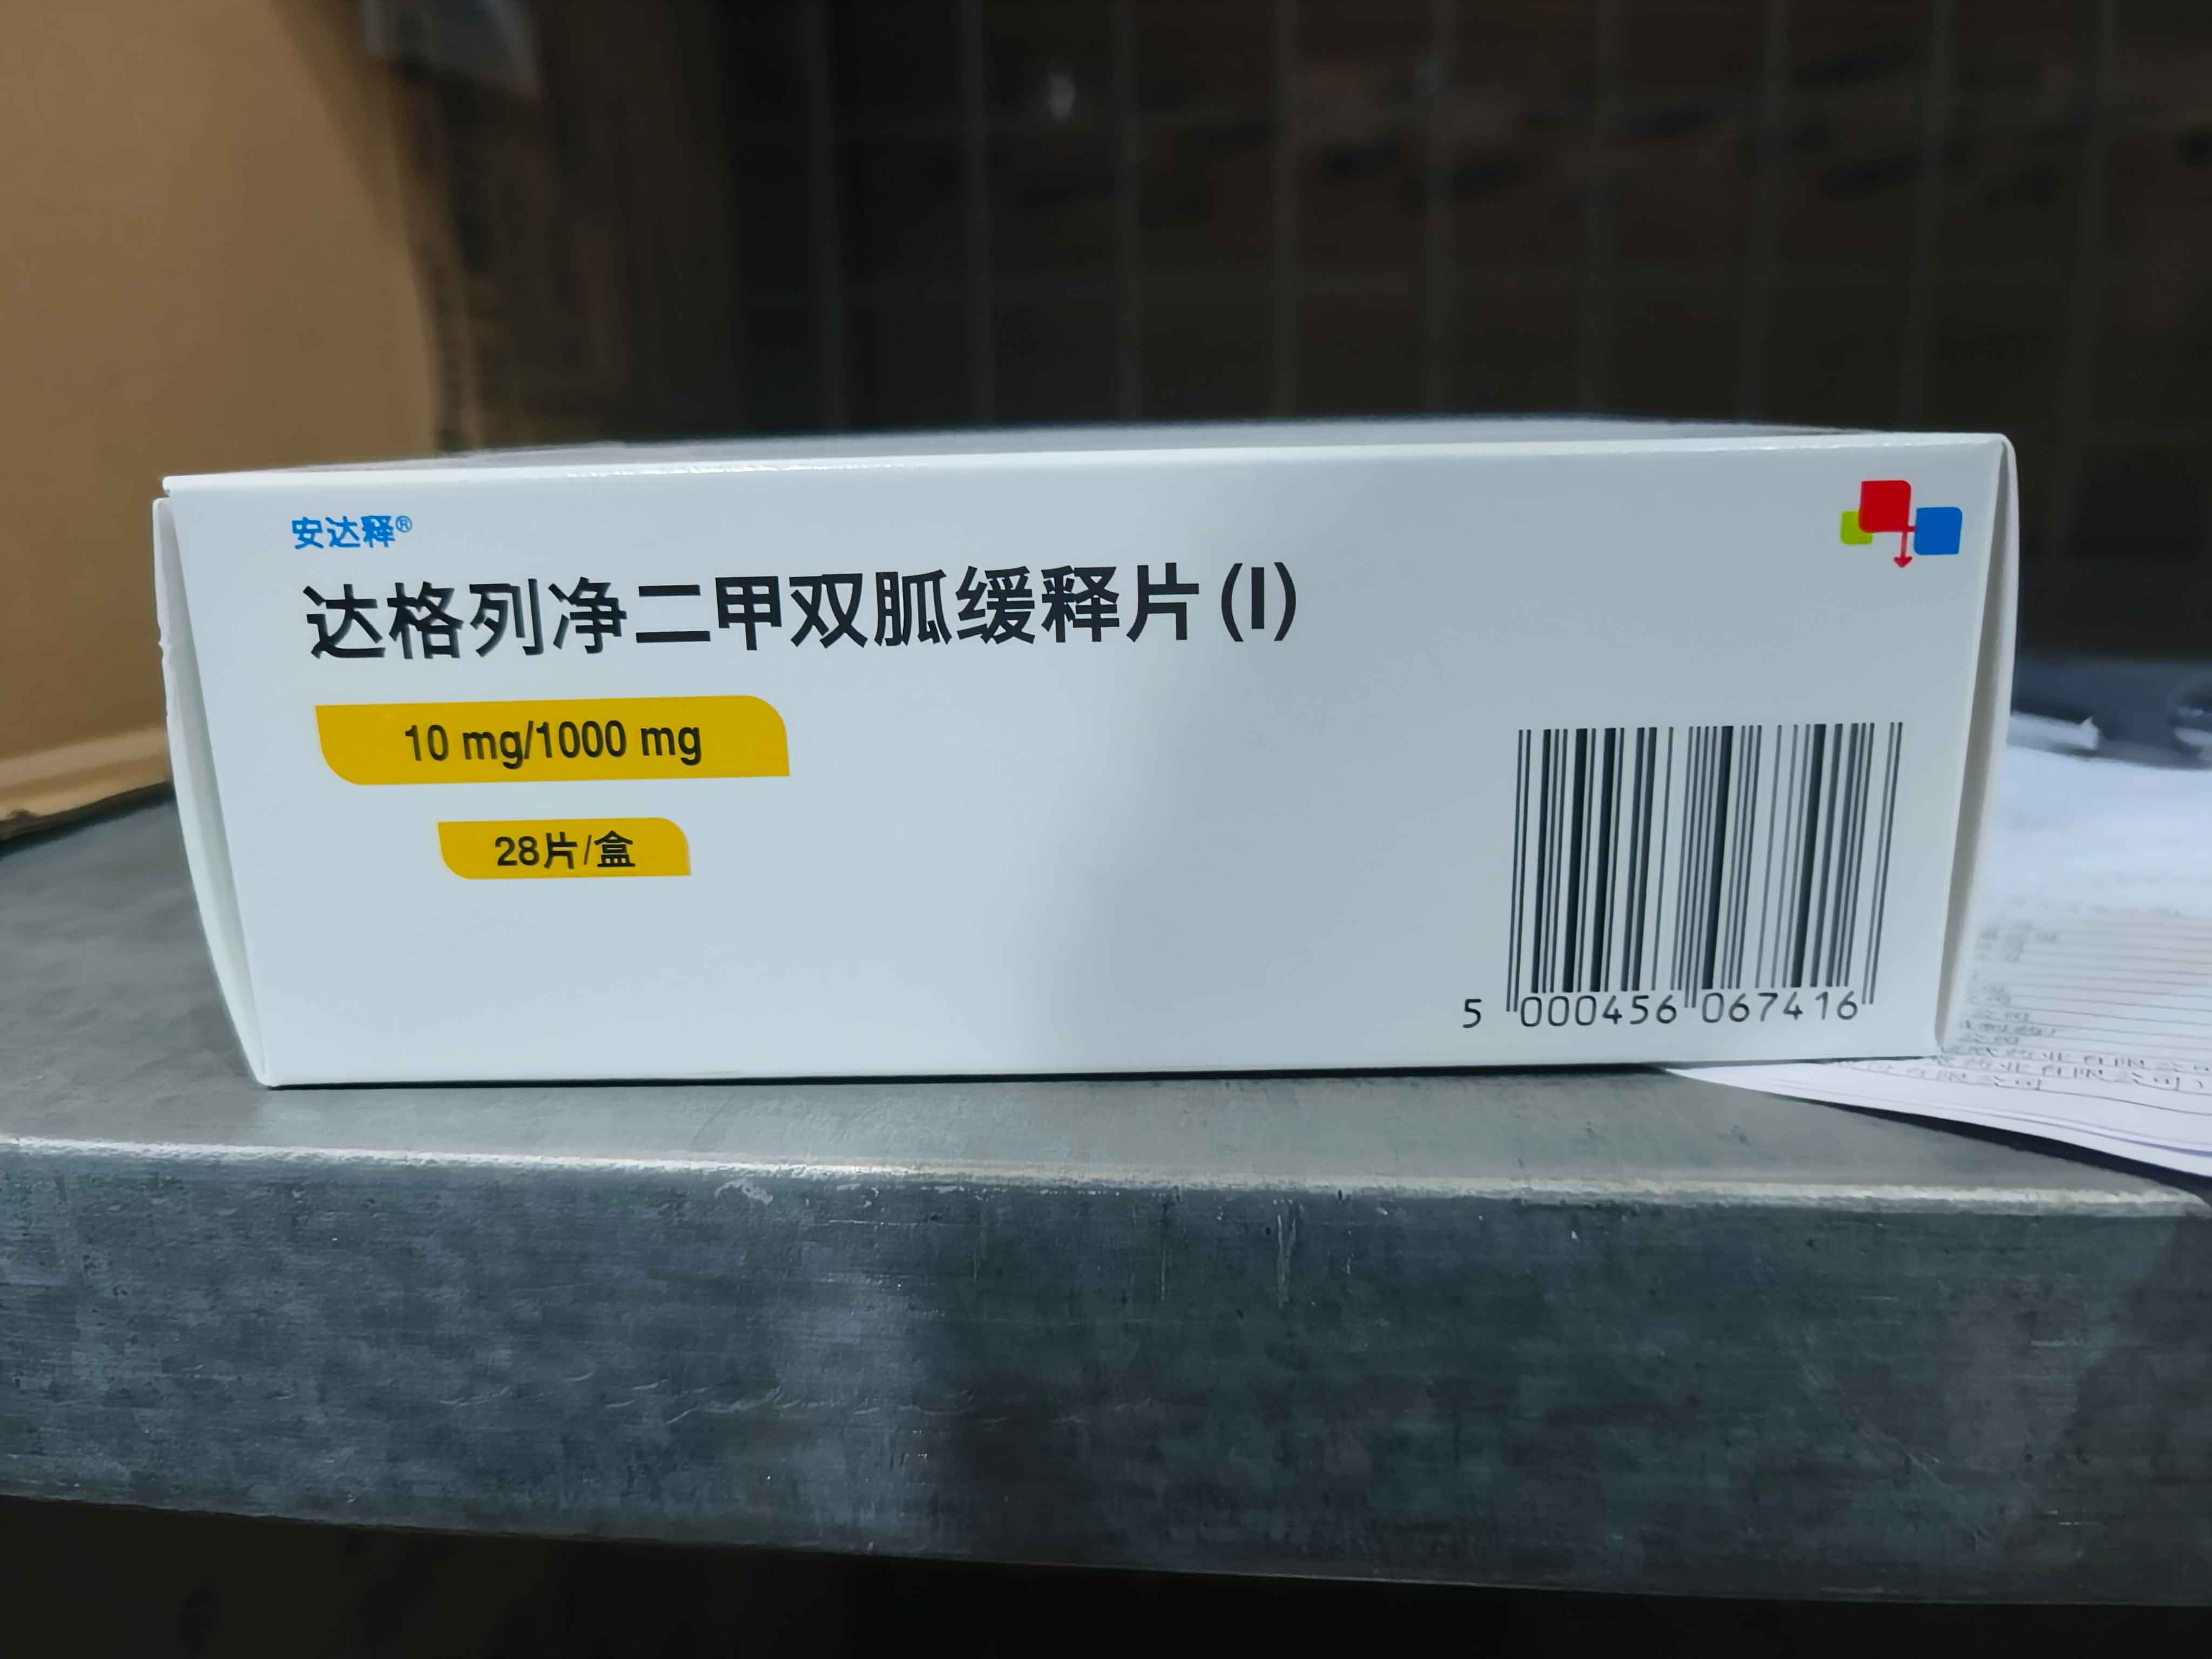 安达释®
达格列净二甲双胍缓释片(I)
10 mg/1000 mg
28片/盒
5 000456 067416